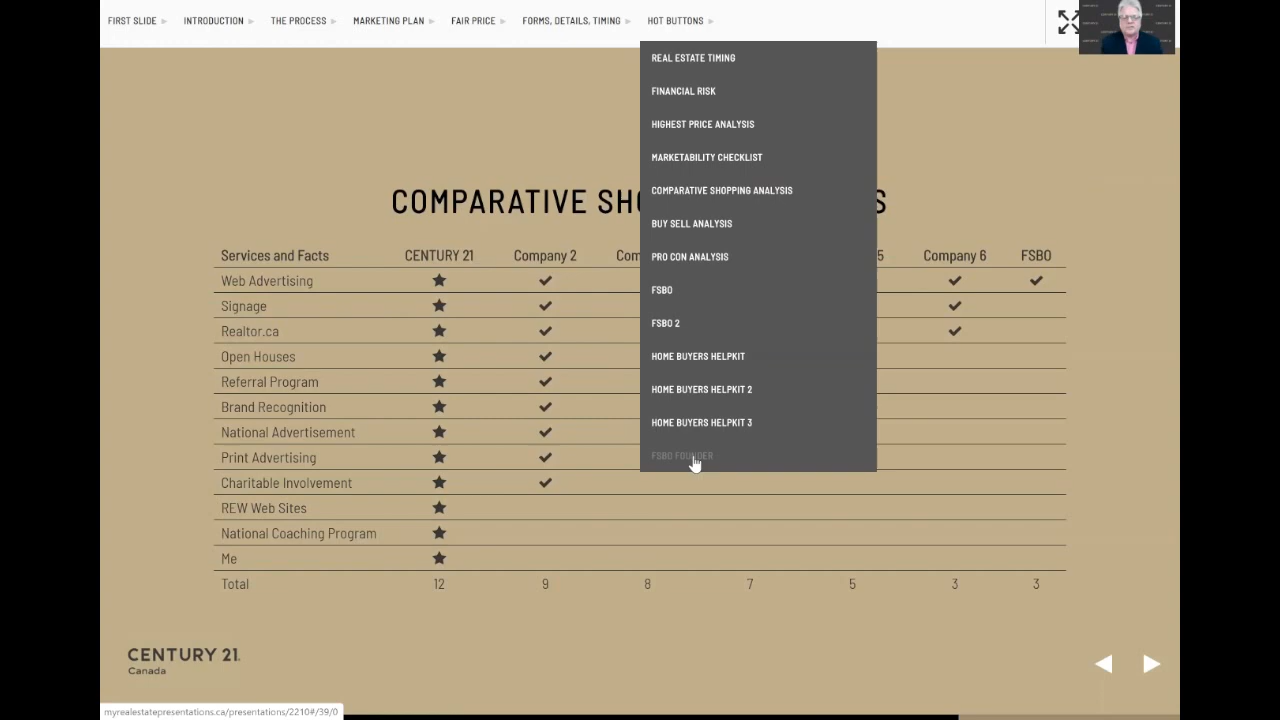 FIRST SLIDE INTRODUCTION THE PROCESS MARKETING PLAN FAIR PRICE FORMS, DETAILS, TIMING HOT BUTTONS
REAL ESTATE TIMING
FINANCIAL RISK
HIGHEST PRICE ANALYSIS
MARKETABILITY CHECKLIST
COMPARATIVE SHOPPING ANALYSIS
BUY SELL ANALYSIS
PRO CON ANALYSIS
FSBO
FSBO 2
HOME BUYERS HELPKIT
HOME BUYERS HELPKIT 2
HOME BUYERS HELPKIT 3
FSBO FOUNDER
COMPARATIVE SHO S
Services and Facts CENTURY 21 Company 2 Com 5 Company 6 FSBO
Web Advertising
Signage
Realtor.ca
Open Houses
Referral Program
Brand Recognition
National Advertisement
Print Advertising
Charitable Involvement
REW Web Sites
National Coaching Program
Me
Total 12 9 8 7 5 3 3
CENTURY 21.
Canada
myrealestatepresentations.ca/presentations/2210#/39/0